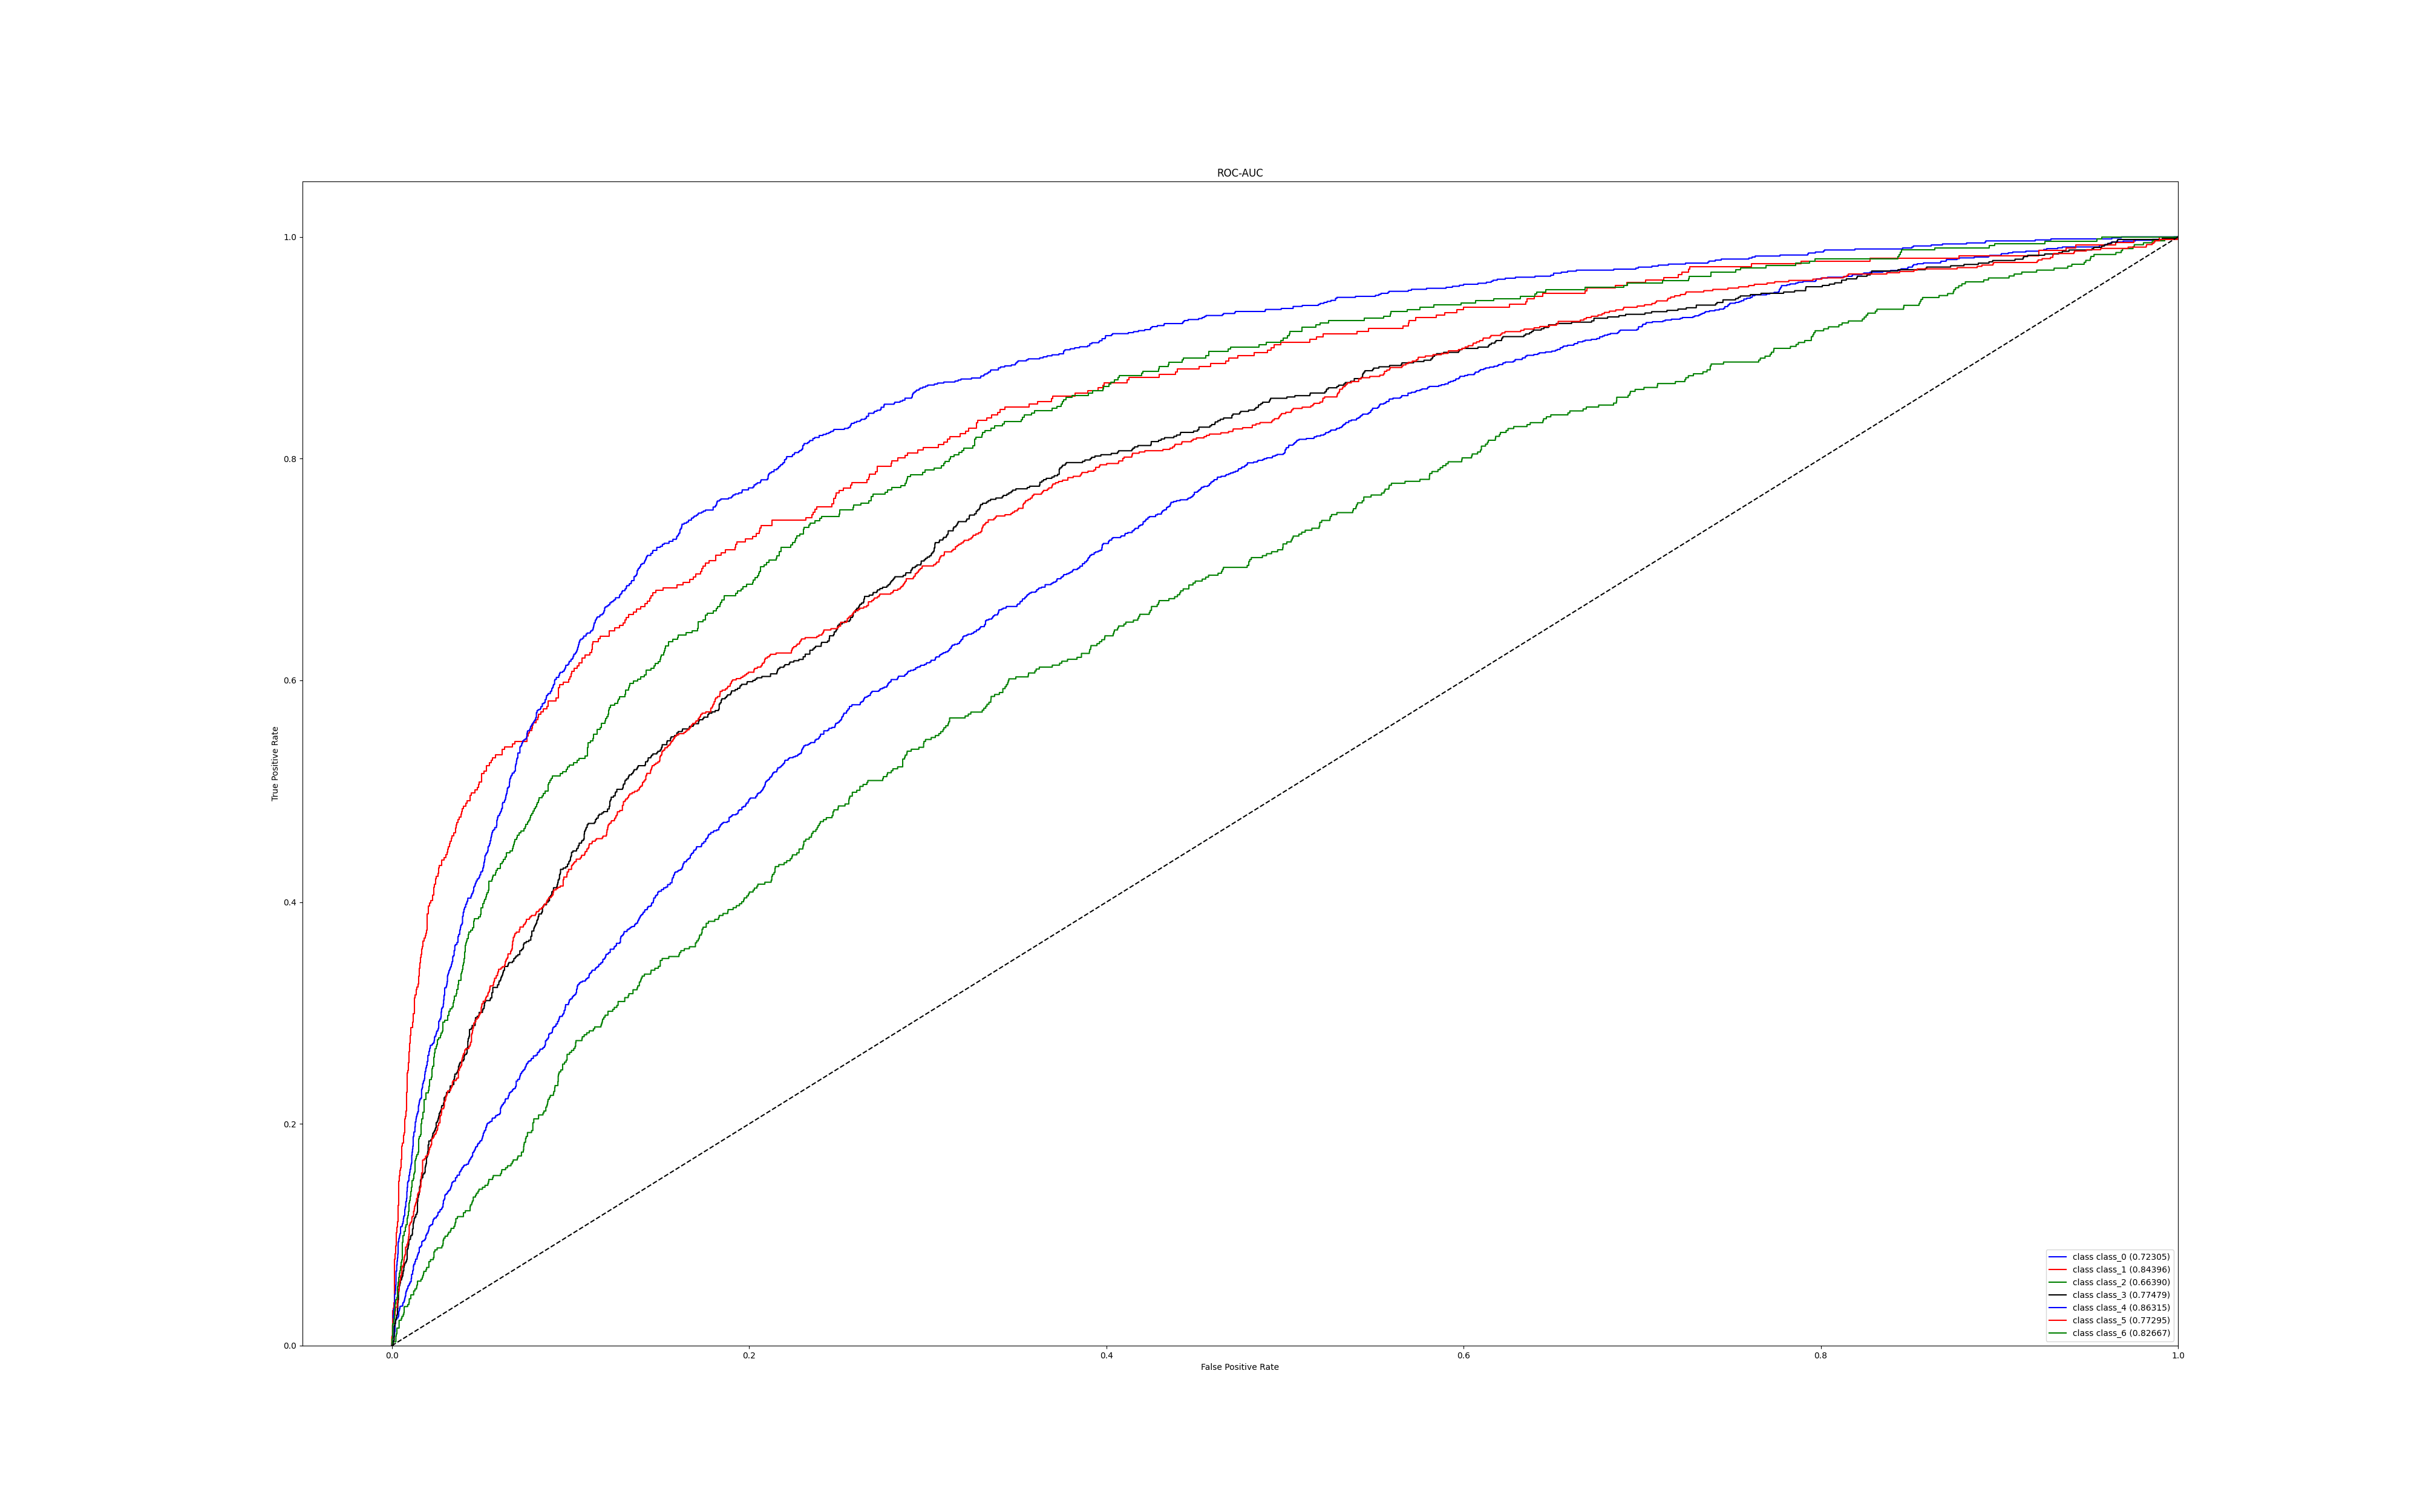 ROC-AUC
1.0
0.8
0.6
True Positive Rate
0.4
0.2
0.0
class class_0 (0.72305)
class class_1 (0.84396)
class class_2 (0.66390)
class class_3 (0.77479)
class class_4 (0.86315)
class class_5 (0.77295)
class class_6 (0.82667)
0.0 0.2 0.4 0.6 0.8 1.0
False Positive Rate